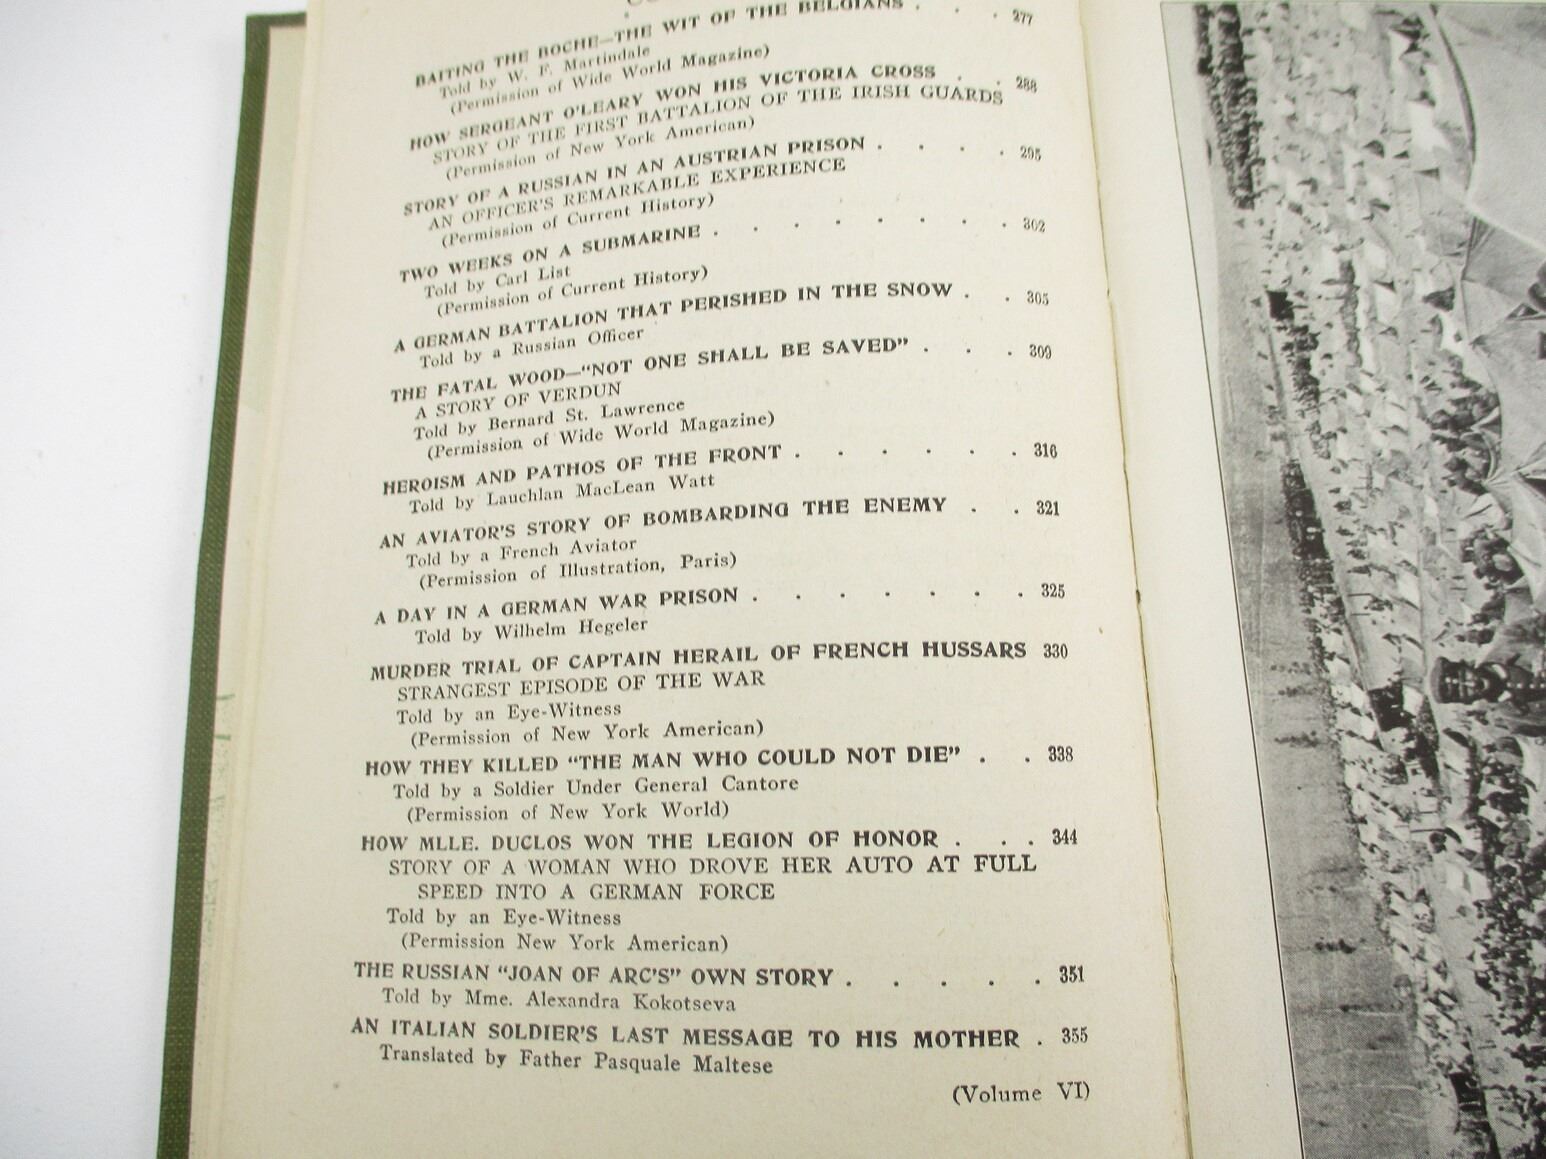 BAITING THE BOCHE—THE WIT OF THE BELGIANS . . . 277
Told by W. F. Martindale
(Permission of Wide World Magazine)
HOW SERGEANT O'LEARY WON HIS VICTORIA CROSS . . 288
STORY OF THE FIRST BATTALION OF THE IRISH GUARDS
(Permission of New York American)
STORY OF A RUSSIAN IN AN AUSTRIAN PRISON . . . . 295
AN OFFICER'S REMARKABLE EXPERIENCE
(Permission of Current History)
TWO WEEKS ON A SUBMARINE . . . . . . . . 302
Told by Carl List
(Permission of Current History)
A GERMAN BATTALION THAT PERISHED IN THE SNOW . . 305
Told by a Russian Officer
THE FATAL WOOD—"NOT ONE SHALL BE SAVED" . . . 309
A STORY OF VERDUN
Told by Bernard St. Lawrence
(Permission of Wide World Magazine)
HEROISM AND PATHOS OF THE FRONT . . . . . . 316
Told by Lauchlan MacLean Watt
AN AVIATOR'S STORY OF BOMBARDING THE ENEMY . . 321
Told by a French Aviator
(Permission of Illustration, Paris)
A DAY IN A GERMAN WAR PRISON . . . . . . . 325
Told by Wilhelm Hegeler
MURDER TRIAL OF CAPTAIN HERAIL OF FRENCH HUSSARS 330
STRANGEST EPISODE OF THE WAR
Told by an Eye-Witness
(Permission of New York American)
HOW THEY KILLED "THE MAN WHO COULD NOT DIE" . . 338
Told by a Soldier Under General Cantore
(Permission of New York World)
HOW MLLE. DUCLOS WON THE LEGION OF HONOR . . . 344
STORY OF A WOMAN WHO DROVE HER AUTO AT FULL
SPEED INTO A GERMAN FORCE
Told by an Eye-Witness
(Permission New York American)
THE RUSSIAN "JOAN OF ARC'S" OWN STORY . . . . . 351
Told by Mme. Alexandra Kokotseva
AN ITALIAN SOLDIER'S LAST MESSAGE TO HIS MOTHER . 355
Translated by Father Pasquale Maltese
(Volume VI)